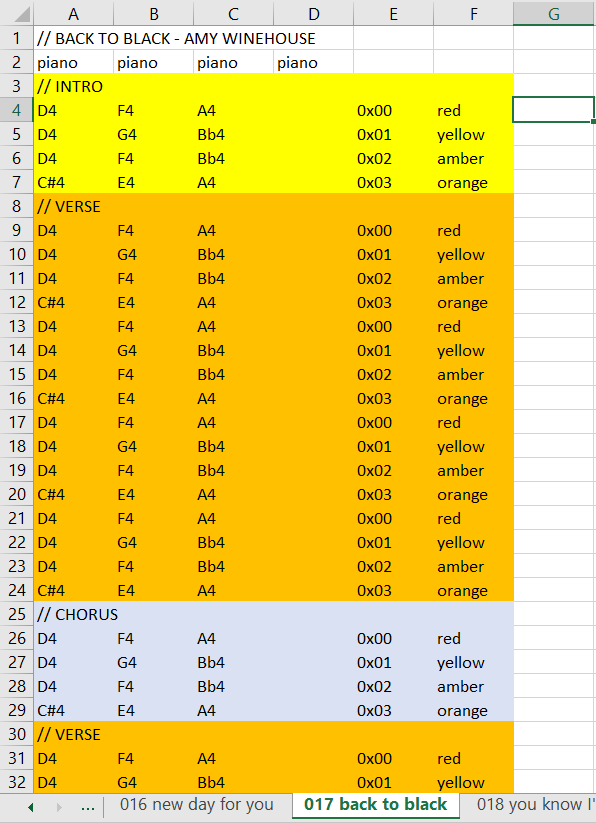 A B C D E F G
1 // BACK TO BLACK - AMY WINEHOUSE
2 piano piano piano piano
3 // INTRO
4 D4 F4 A4 0x00 red
5 D4 G4 Bb4 0x01 yellow
6 D4 F4 Bb4 0x02 amber
7 C#4 E4 A4 0x03 orange
8 // VERSE
9 D4 F4 A4 0x00 red
10 D4 G4 Bb4 0x01 yellow
11 D4 F4 Bb4 0x02 amber
12 C#4 E4 A4 0x03 orange
13 D4 F4 A4 0x00 red
14 D4 G4 Bb4 0x01 yellow
15 D4 F4 Bb4 0x02 amber
16 C#4 E4 A4 0x03 orange
17 D4 F4 A4 0x00 red
18 D4 G4 Bb4 0x01 yellow
19 D4 F4 Bb4 0x02 amber
20 C#4 E4 A4 0x03 orange
21 D4 F4 A4 0x00 red
22 D4 G4 Bb4 0x01 yellow
23 D4 F4 Bb4 0x02 amber
24 C#4 E4 A4 0x03 orange
25 // CHORUS
26 D4 F4 A4 0x00 red
27 D4 G4 Bb4 0x01 yellow
28 D4 F4 Bb4 0x02 amber
29 C#4 E4 A4 0x03 orange
30 // VERSE
31 D4 F4 A4 0x00 red
32 D4 G4 Bb4 0x01 yellow
... 016 new day for you 017 back to black 018 you know I'